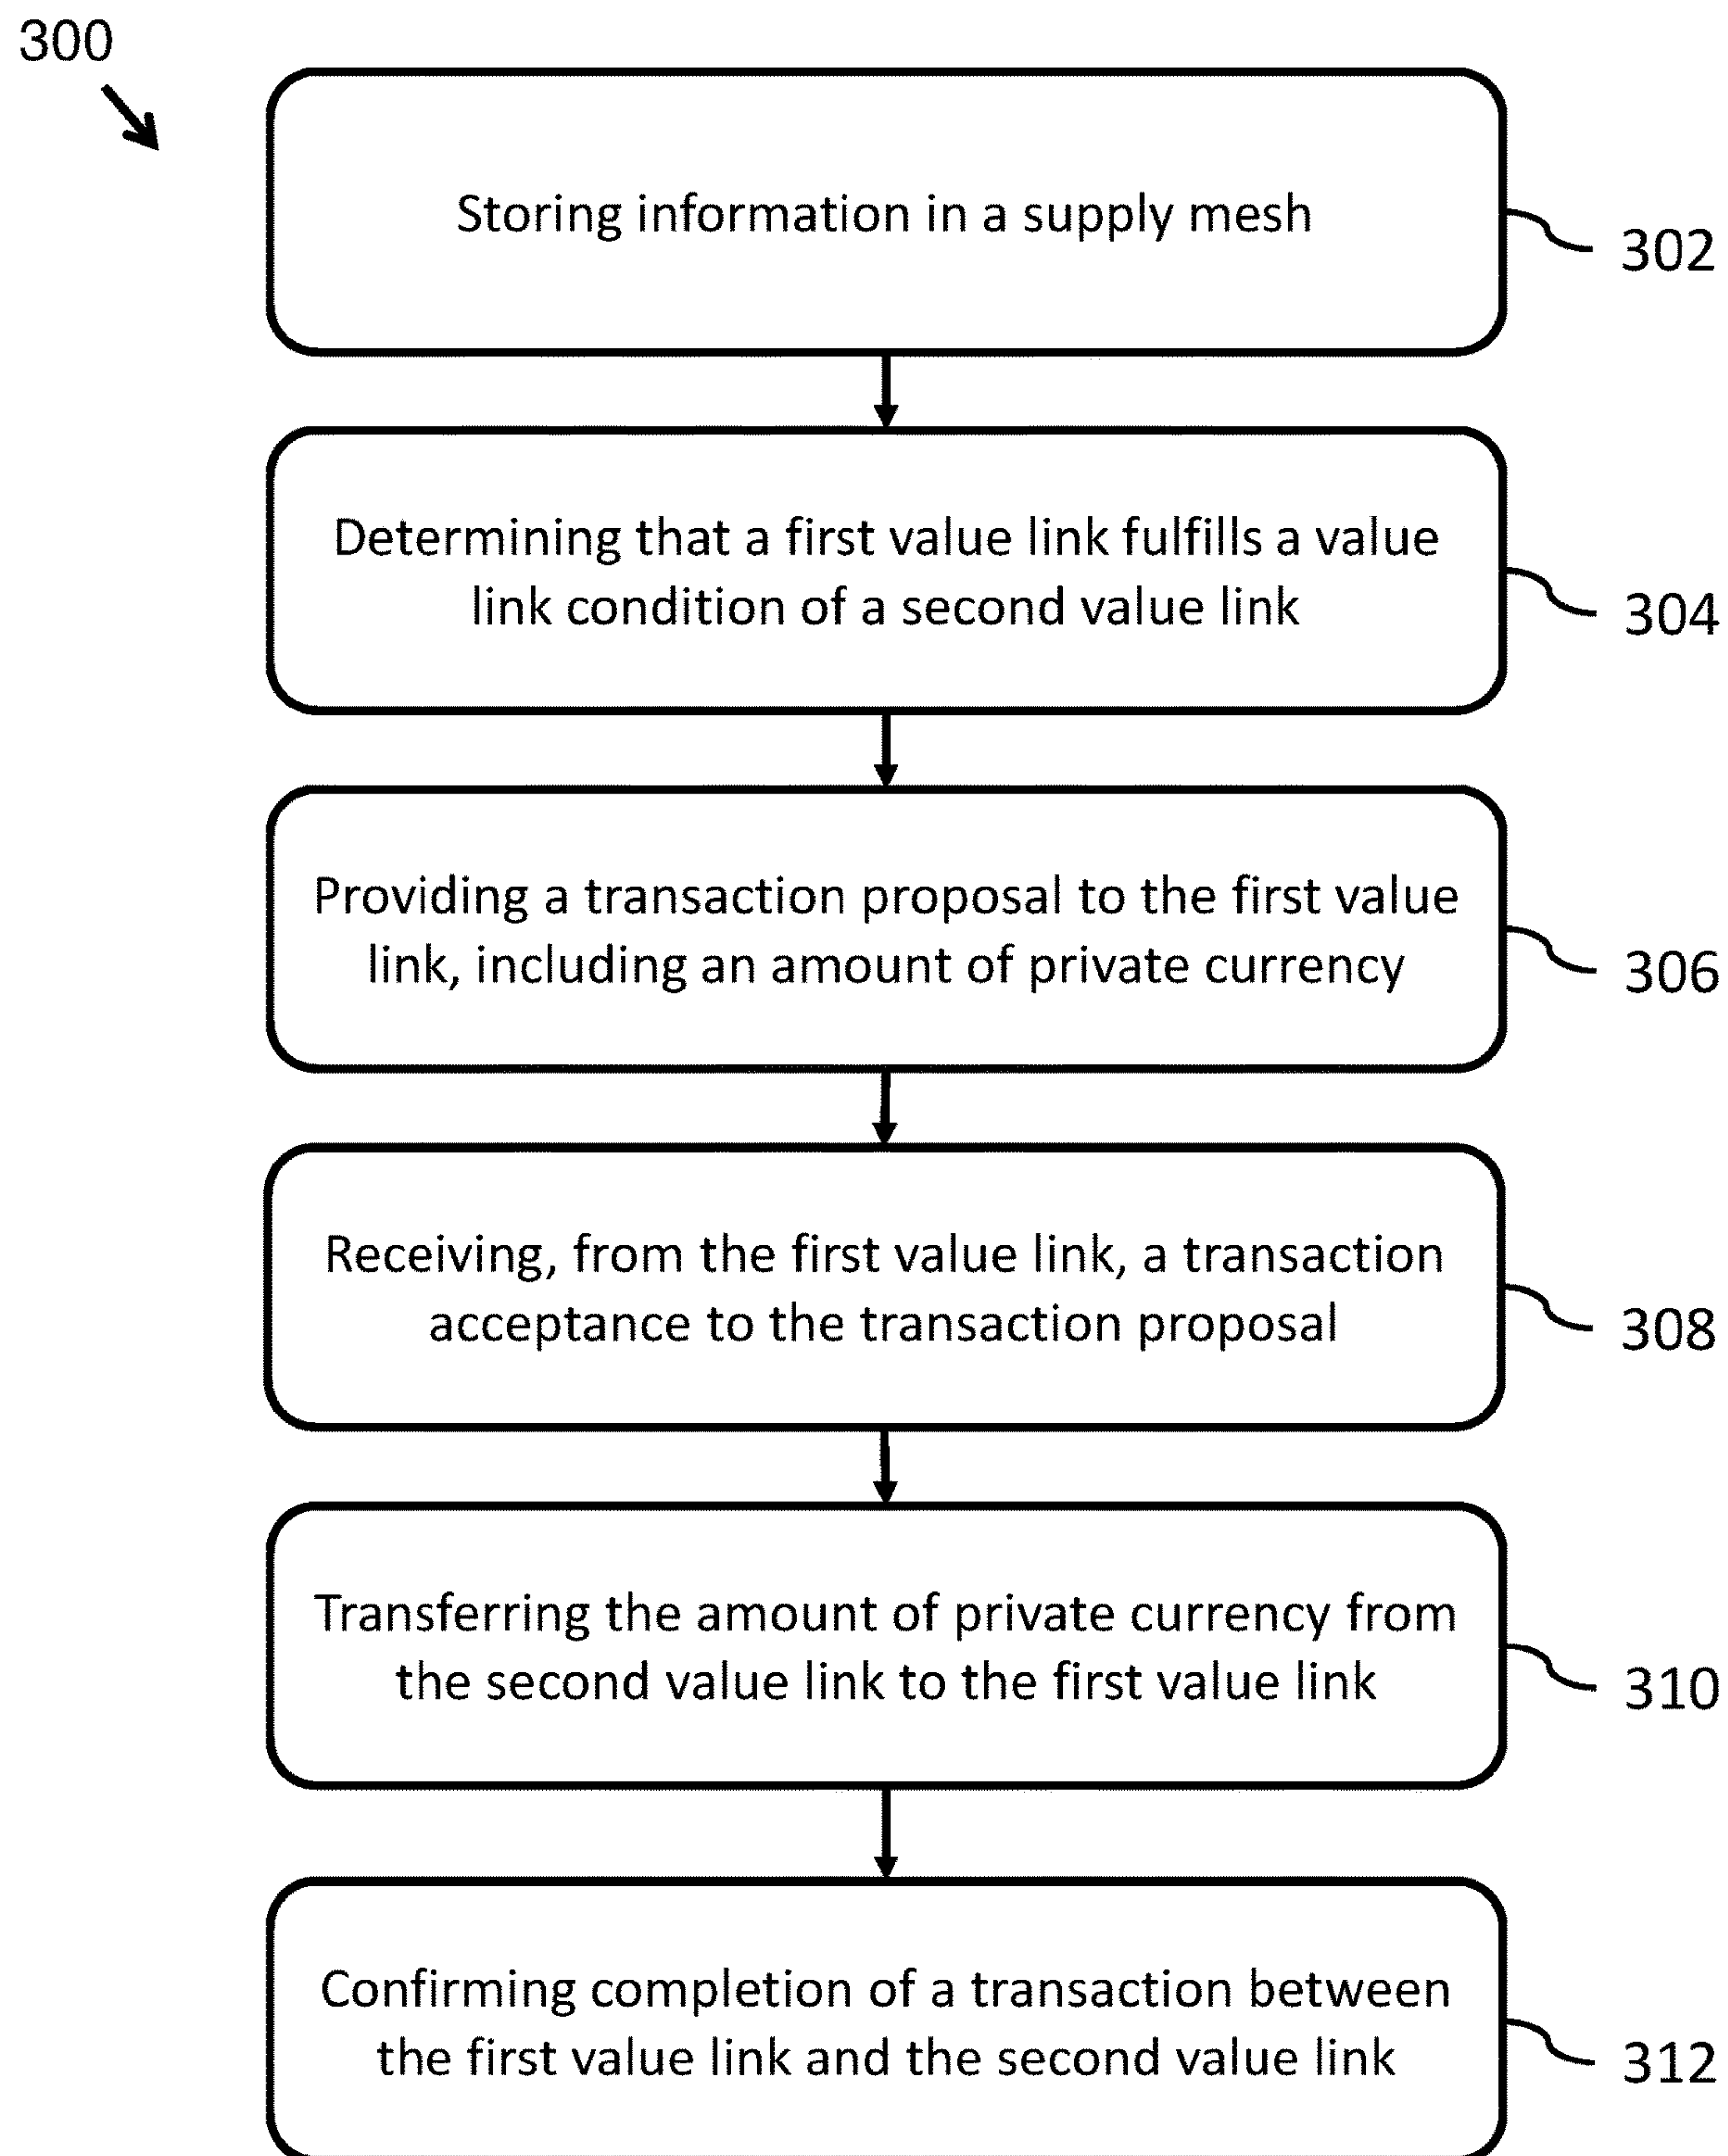 300
Storing information in a supply mesh
302
Determining that a first value link fulfills a value
link condition of a second value link
304
Providing a transaction proposal to the first value
link, including an amount of private currency
306
Receiving, from the first value link, a transaction
acceptance to the transaction proposal
308
Transferring the amount of private currency from
the second value link to the first value link
310
Confirming completion of a transaction between
the first value link and the second value link
312